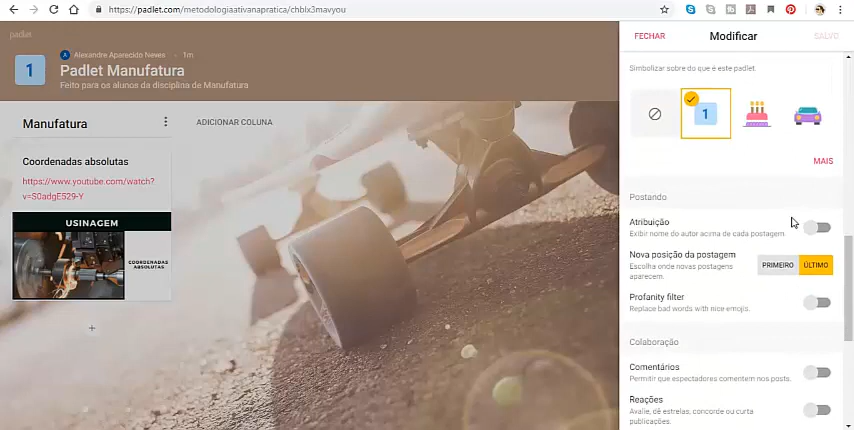 https://padlet.com/metodologiaativanapratica/chblx3mavyou
padlet
Alexandre Aparecido Neves · 1m
1
Padlet Manufatura
Feito para os alunos da disciplina de Manufatura
Manufatura
ADICIONAR COLUNA
Coordenadas absolutas
https://www.youtube.com/watch?
v=S0adgE529-Y
USINAGEM
COORDENADAS
ABSOLUTAS
FECHAR
Modificar
SALVO
Simbolizar sobre do que é este padlet.
1
MAIS
Postando
Atribuição
Exibir nome do autor acima de cada postagem
Nova posição da postagem
Escolha onde novas postagens
aparecem.
PRIMEIRO
ÚLTIMO
Profanity filter
Replace bad words with nice emojis.
Colaboração
Comentários
Permitir que espectadores comentem nos posts.
Reações
Avalie, dê estrelas, concorde ou curta
publicações.